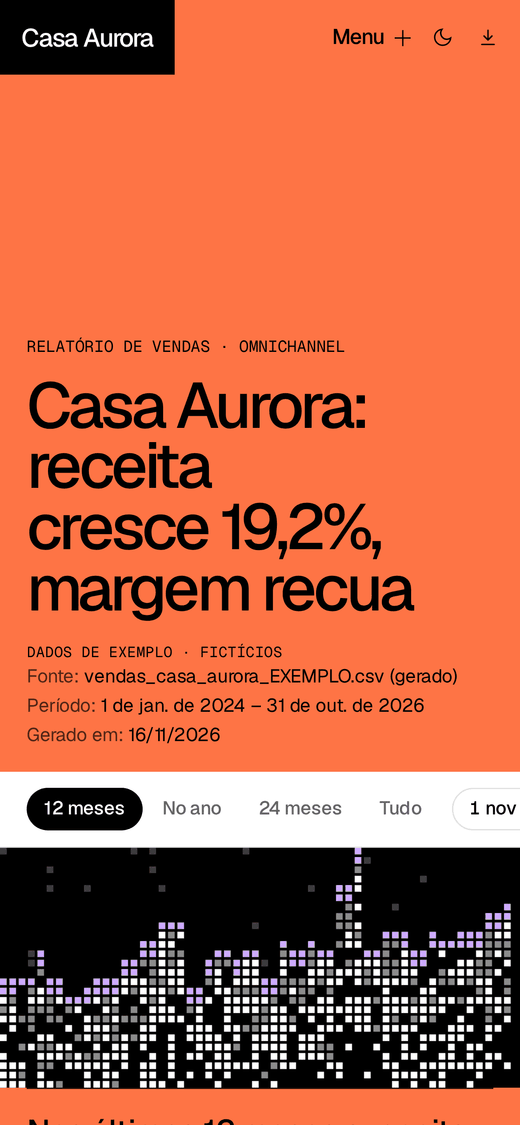 Casa Aurora
Menu
RELATÓRIO DE VENDAS · OMNICHANNEL
Casa Aurora:
receita
cresce 19,2%,
margem recua
DADOS DE EXEMPLO · FICTÍCIOS
Fonte: vendas_casa_aurora_EXEMPLO.csv (gerado)
Período: 1 de jan. de 2024 – 31 de out. de 2026
Gerado em: 16/11/2026
12 meses No ano 24 meses Tudo 1 nov